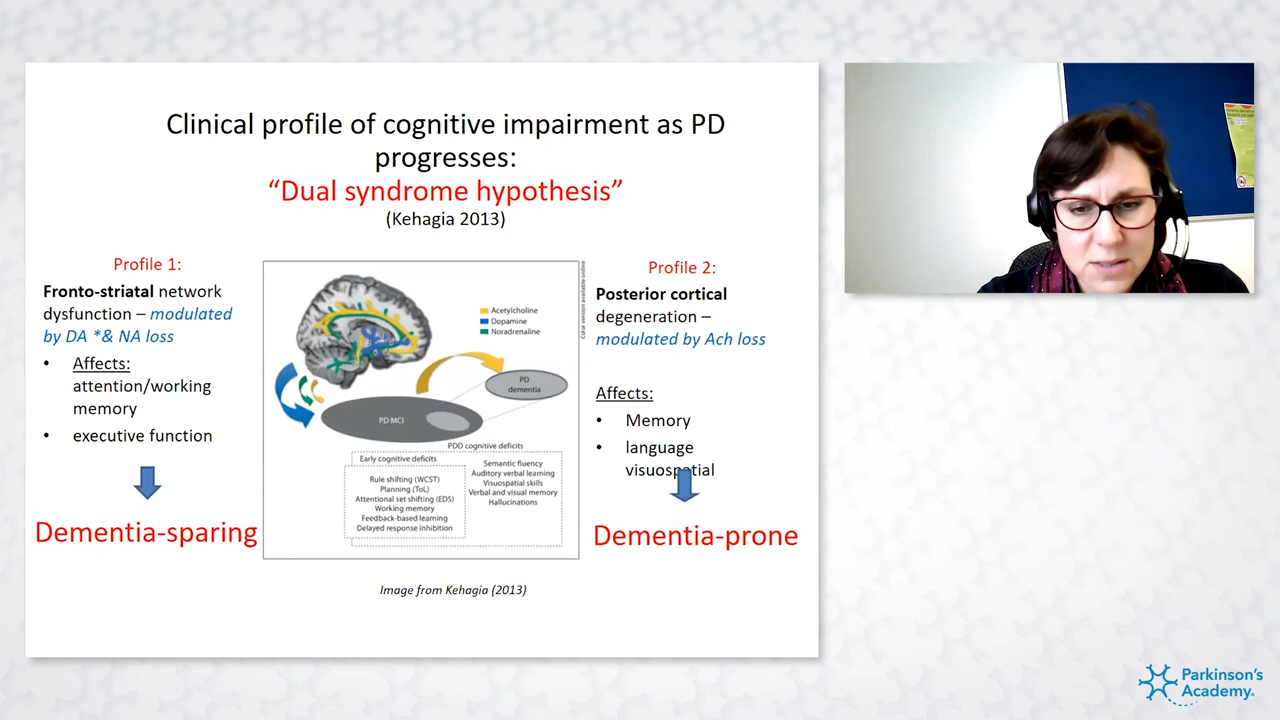 Clinical profile of cognitive impairment as PD
progresses:
“Dual syndrome hypothesis”
(Kehagia 2013)
Profile 1:
Fronto-striatal network
dysfunction – modulated
by DA *& NA loss
• Affects:
attention/working
memory
• executive function
Dementia-sparing
Color version available online
Acetylcholine
Dopamine
Noradrenaline
PD
dementia
PD MCI
PDD cognitive deficits
Early cognitive deficits
Rule shifting (WCST)
Planning (ToL)
Attentional set shifting (EDS)
Working memory
Feedback-based learning
Delayed response inhibition
Semantic fluency
Auditory verbal learning
Visuospatial skills
Verbal and visual memory
Hallucinations
Image from Kehagia (2013)
Profile 2:
Posterior cortical
degeneration –
modulated by Ach loss
Affects:
• Memory
• language
visuospatial
Dementia-prone
Parkinson's
Academy.